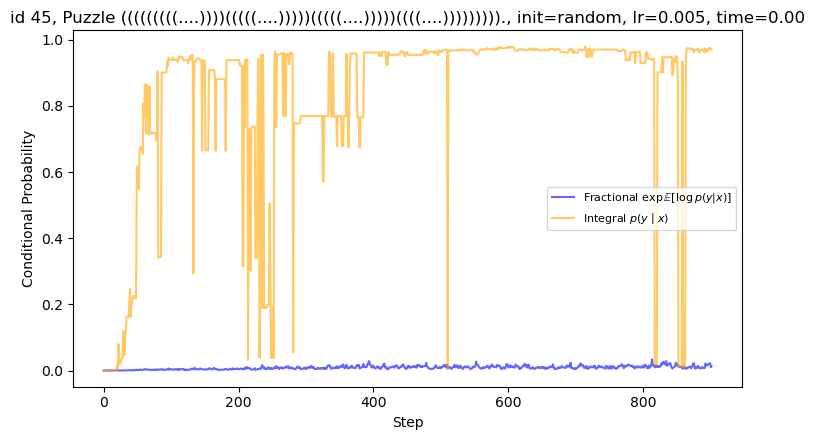 id 45, Puzzle (((((((((....))))(((((....)))))(((((....)))))((((....)))))))))., init=random, lr=0.005, time=0.00
1.0
0.8
0.6
0.4
0.2
0.0
Conditional Probability
Fractional exp𝔼[log p(y|x)]
Integral p(y | x)
0
200
400
600
800
Step